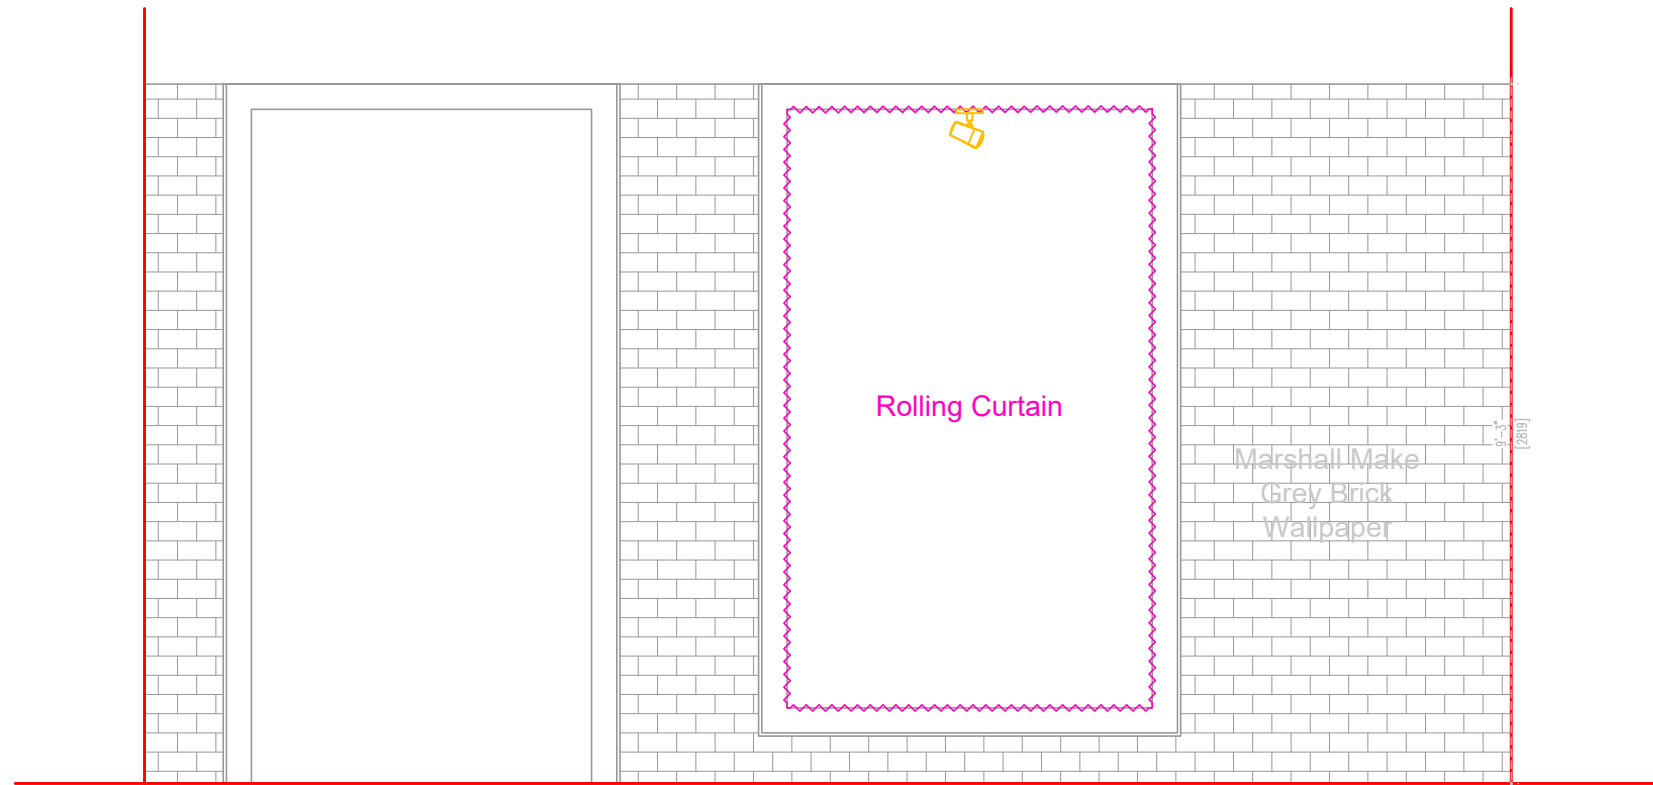 Rolling Curtain
9'-3"
[2819]
Marshall Make
Grey Brick
Wallpaper